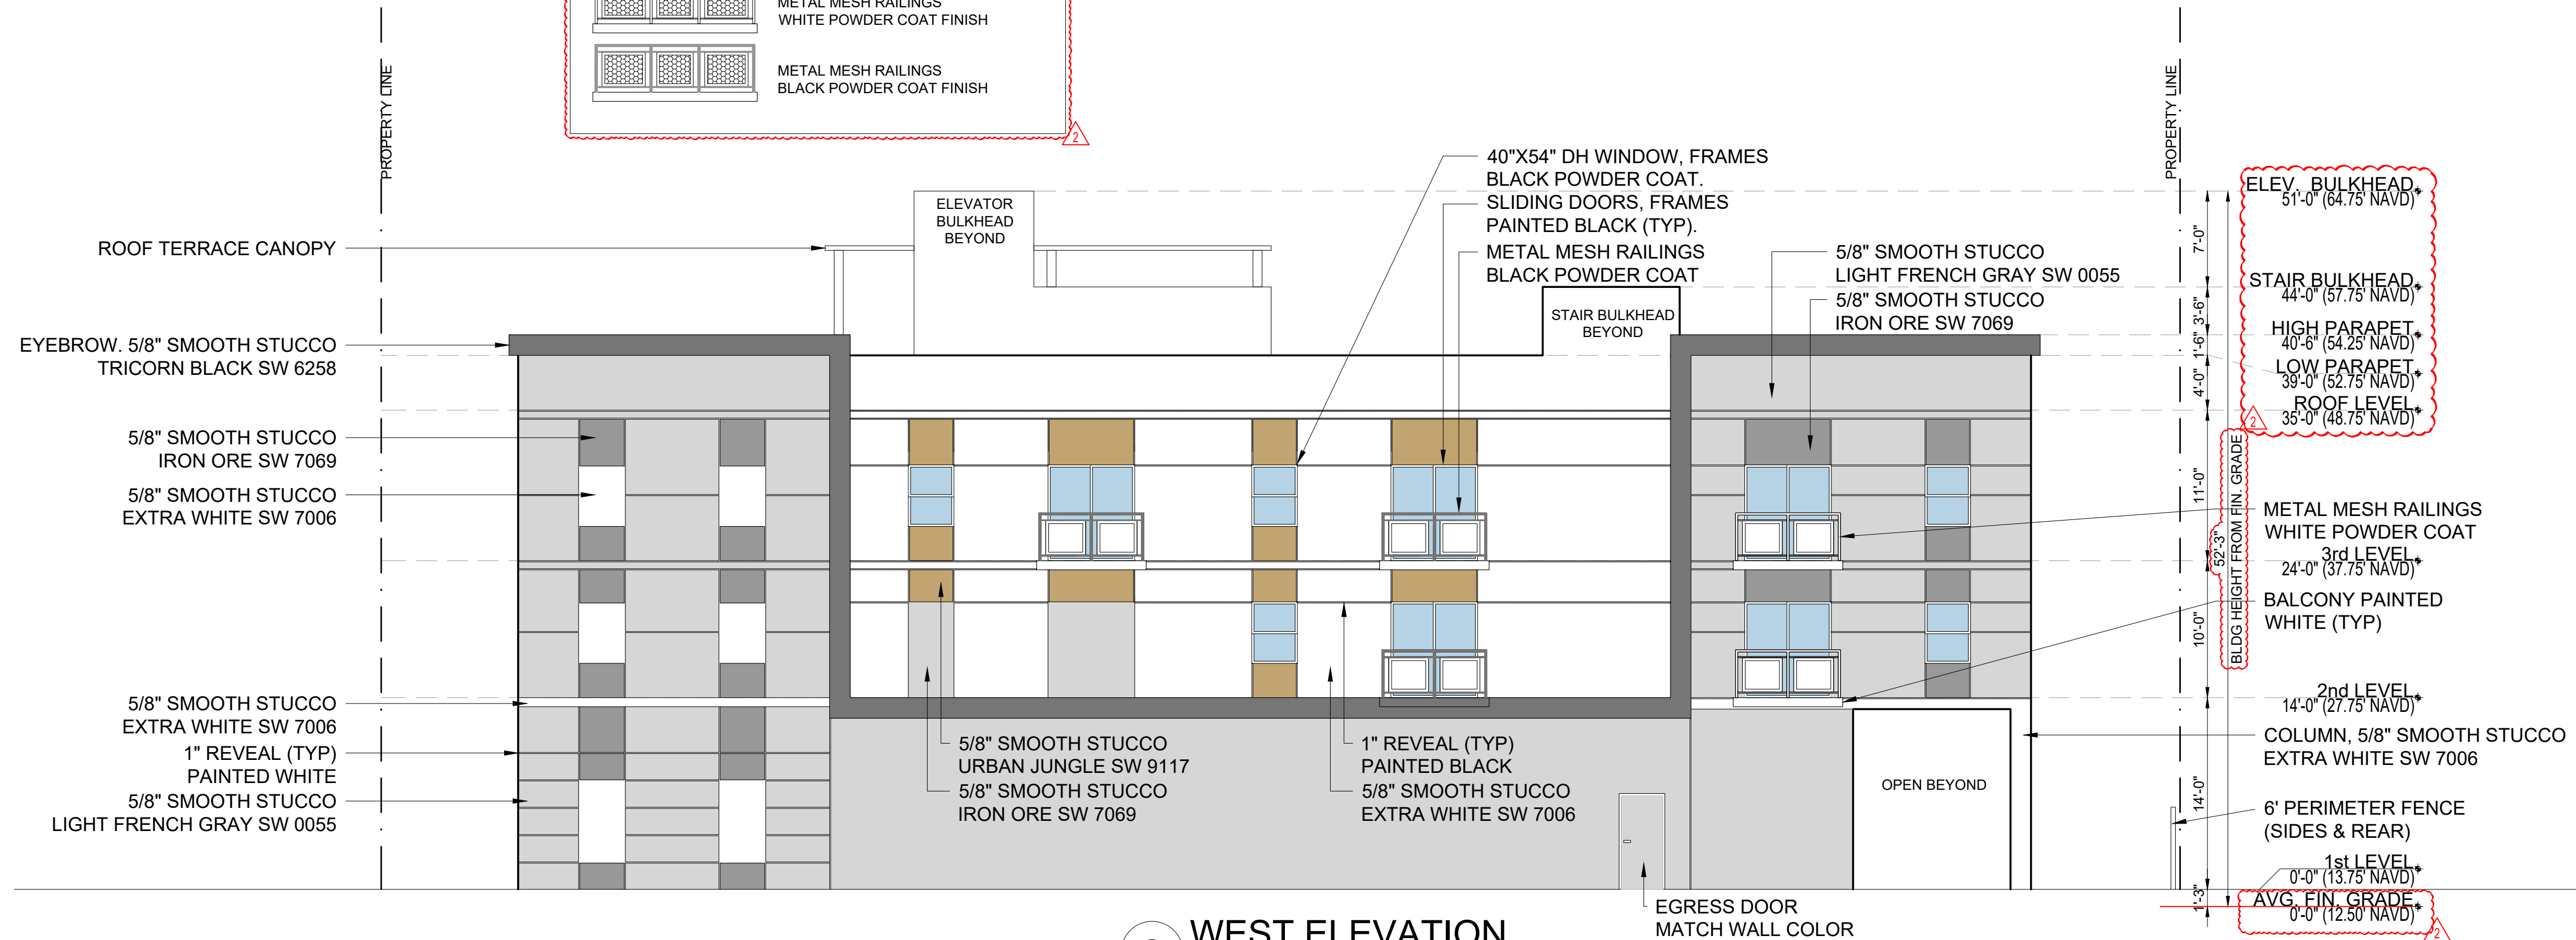 METAL MESH RAILINGS
WHITE POWDER COAT FINISH
METAL MESH RAILINGS
BLACK POWDER COAT FINISH
2
PROPERTY LINE
PROPERTY LINE
ROOF TERRACE CANOPY
EYEBROW. 5/8" SMOOTH STUCCO
TRICORN BLACK SW 6258
5/8" SMOOTH STUCCO
IRON ORE SW 7069
5/8" SMOOTH STUCCO
EXTRA WHITE SW 7006
5/8" SMOOTH STUCCO
EXTRA WHITE SW 7006
1" REVEAL (TYP)
PAINTED WHITE
5/8" SMOOTH STUCCO
LIGHT FRENCH GRAY SW 0055
ELEVATOR
BULKHEAD
BEYOND
40"X54" DH WINDOW, FRAMES
BLACK POWDER COAT.
SLIDING DOORS, FRAMES
PAINTED BLACK (TYP).
METAL MESH RAILINGS
BLACK POWDER COAT
STAIR BULKHEAD
BEYOND
5/8" SMOOTH STUCCO
LIGHT FRENCH GRAY SW 0055
5/8" SMOOTH STUCCO
IRON ORE SW 7069
5/8" SMOOTH STUCCO
URBAN JUNGLE SW 9117
5/8" SMOOTH STUCCO
IRON ORE SW 7069
1" REVEAL (TYP)
PAINTED BLACK
5/8" SMOOTH STUCCO
EXTRA WHITE SW 7006
OPEN BEYOND
EGRESS DOOR
MATCH WALL COLOR
WEST ELEVATION
7'-0"
3'-6"
1'-6"
4'-0"
11'-0"
10'-0"
14'-0"
1'-3"
52'-3"
BLDG HEIGHT FROM FIN. GRADE
ELEV. BULKHEAD
51'-0" (64.75' NAVD)
STAIR BULKHEAD
44'-0" (57.75' NAVD)
HIGH PARAPET
40'-6" (54.25' NAVD)
LOW PARAPET
39'-0" (52.75' NAVD)
ROOF LEVEL
35'-0" (48.75' NAVD)
2
METAL MESH RAILINGS
WHITE POWDER COAT
3rd LEVEL
24'-0" (37.75' NAVD)
BALCONY PAINTED
WHITE (TYP)
2nd LEVEL
14'-0" (27.75' NAVD)
COLUMN, 5/8" SMOOTH STUCCO
EXTRA WHITE SW 7006
6' PERIMETER FENCE
(SIDES & REAR)
1st LEVEL
0'-0" (13.75' NAVD)
AVG. FIN. GRADE
0'-0" (12.50' NAVD)
2